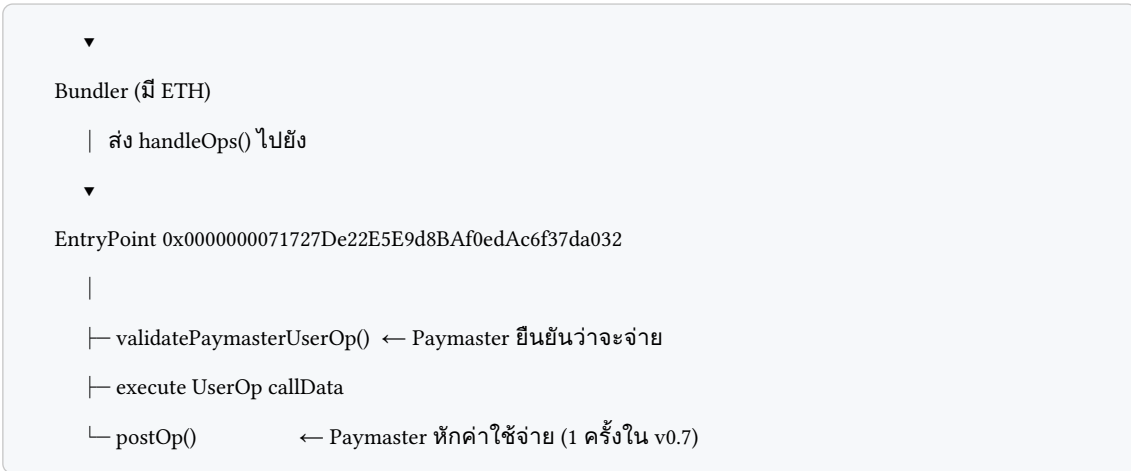 ▼
Bundler (มี ETH)
│ ส่ง handleOps() ไปยัง
▼
EntryPoint 0x0000000071727De22E5E9d8BAf0edAc6f37da032
│
├─ validatePaymasterUserOp() ← Paymaster ยืนยันว่าจะจ่าย
├─ execute UserOp callData
└─ postOp() ← Paymaster หักค่าใช้จ่าย (1 ครั้งใน v0.7)